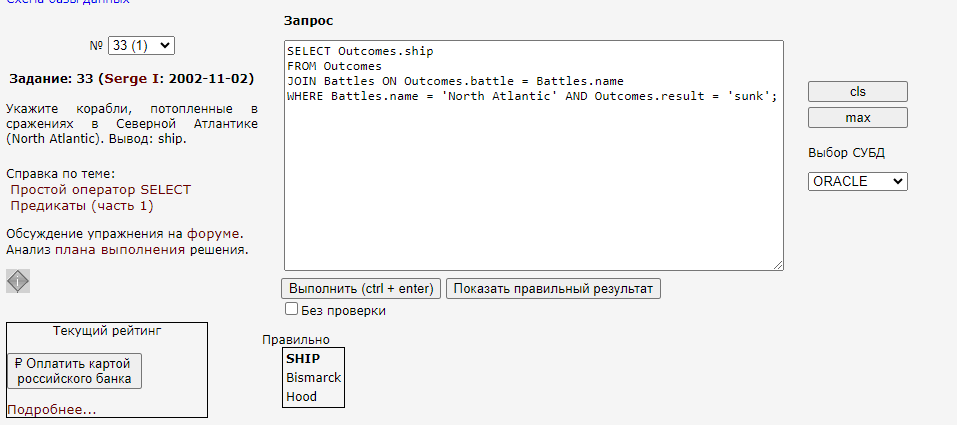 Схема базы данных
№ 33 (1)
Задание: 33 (Serge I: 2002-11-02)
Укажите корабли, потопленные в
сражениях в Северной Атлантике
(North Atlantic). Вывод: ship.
Справка по теме:
Простой оператор SELECT
Предикаты (часть 1)
Обсуждение упражнения на форуме.
Анализ плана выполнения решения.
Текущий рейтинг
₽ Оплатить картой
российского банка
Подробнее...
Запрос
SELECT Outcomes.ship
FROM Outcomes
JOIN Battles ON Outcomes.battle = Battles.name
WHERE Battles.name = 'North Atlantic' AND Outcomes.result = 'sunk';
Выполнить (ctrl + enter) Показать правильный результат
Без проверки
Правильно
SHIP
Bismarck
Hood
cls
max
Выбор СУБД
ORACLE